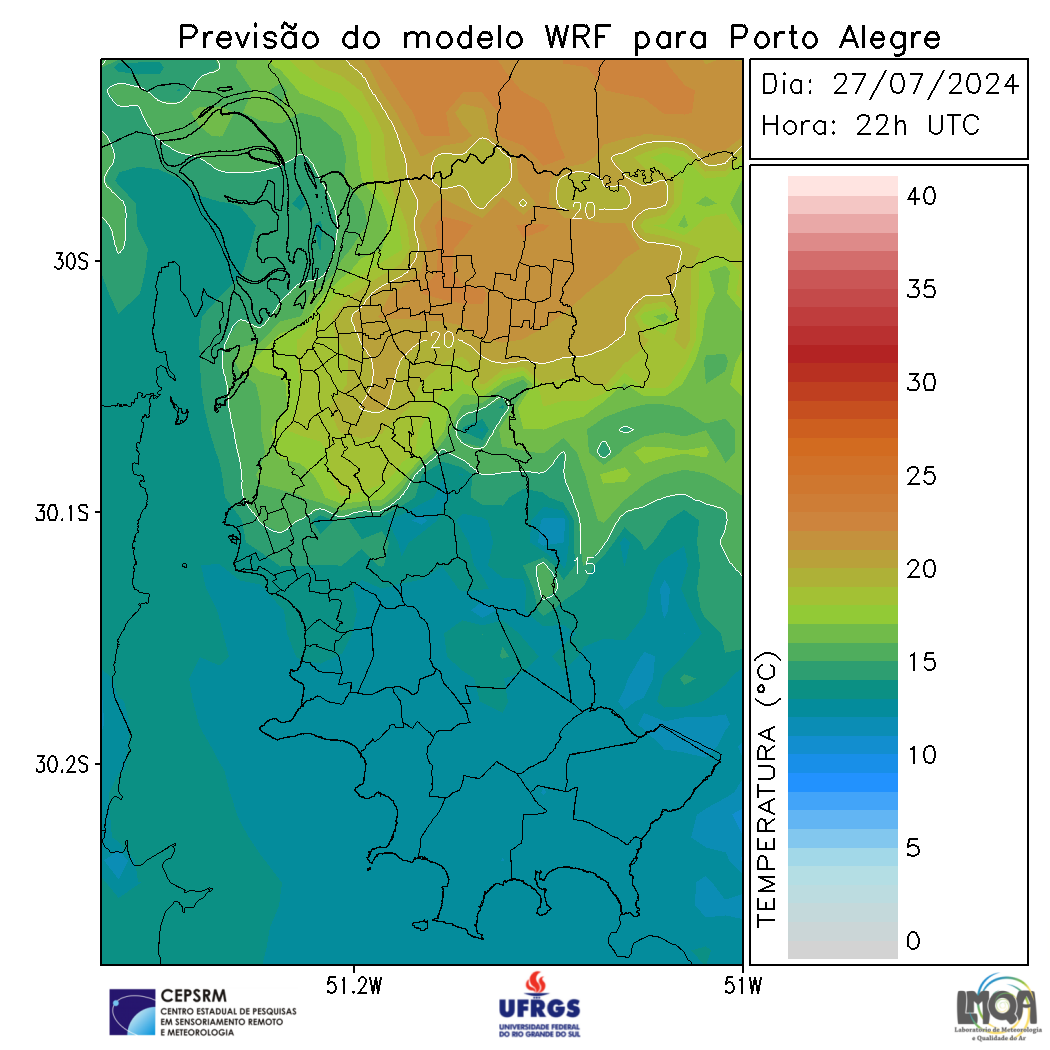 Previsão do modelo WRF para Porto Alegre
Dia: 27/07/2024
Hora: 22h UTC
30S
30.1S
30.2S
51.2W
51W
20
20
15
TEMPERATURA (°C)
40
35
30
25
20
15
10
5
0
CEPSRM
CENTRO ESTADUAL DE PESQUISAS
EM SENSORIAMENTO REMOTO
E METEOROLOGIA
UFRGS
UNIVERSIDADE FEDERAL
DO RIO GRANDE DO SUL
LMQA
Laboratório de Meteorologia
e Qualidade do Ar